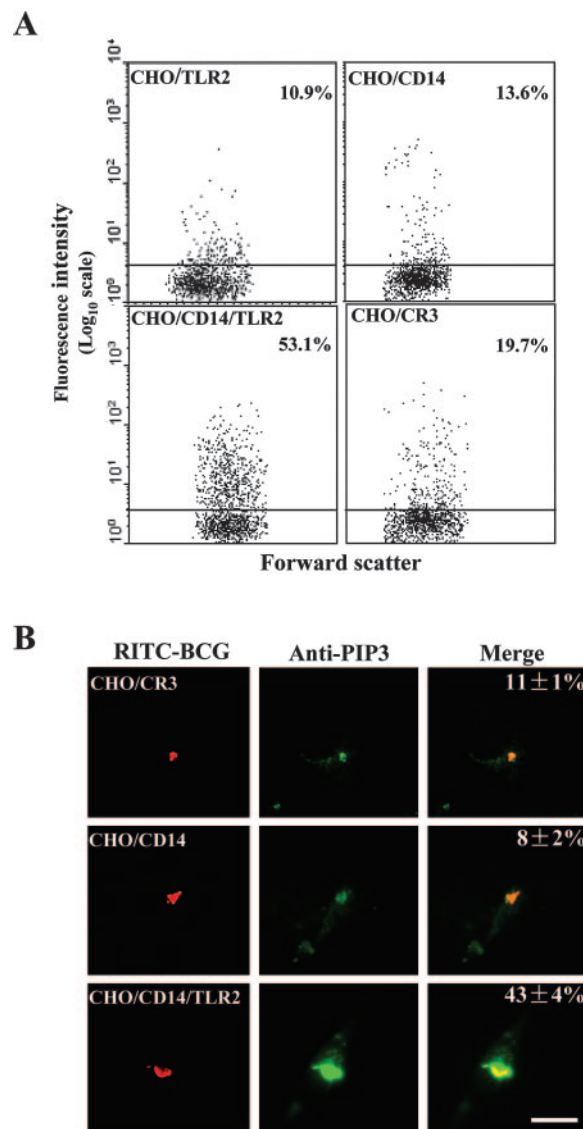 A
CHO/TLR2
10.9%
CHO/CD14
13.6%
CHO/CD14/TLR2
53.1%
CHO/CR3
19.7%
10⁴
10³
10²
10¹
10⁰
10³
10²
10¹
10⁰
Fluorescence intensity
(Log₁₀ scale)
Forward scatter
B
RITC-BCG Anti-PIP3 Merge
CHO/CR3
11±1%
CHO/CD14
8±2%
CHO/CD14/TLR2
43±4%